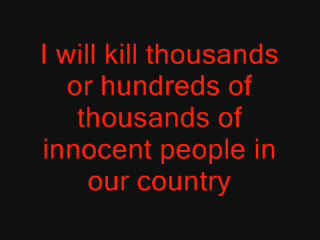 I will kill thousands
or hundreds of
thousands of
innocent people in
our country